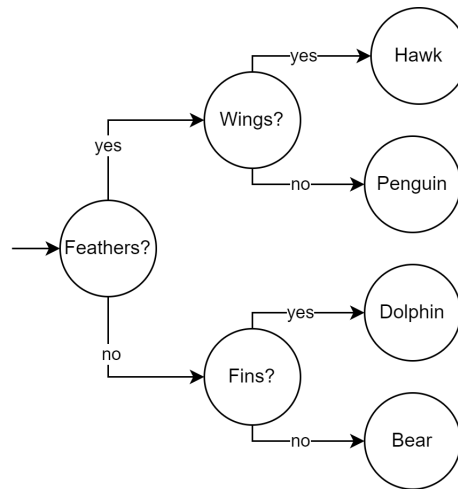 yes
Hawk
Wings?
yes
no
Penguin
Feathers?
yes
Dolphin
no
Fins?
no
Bear